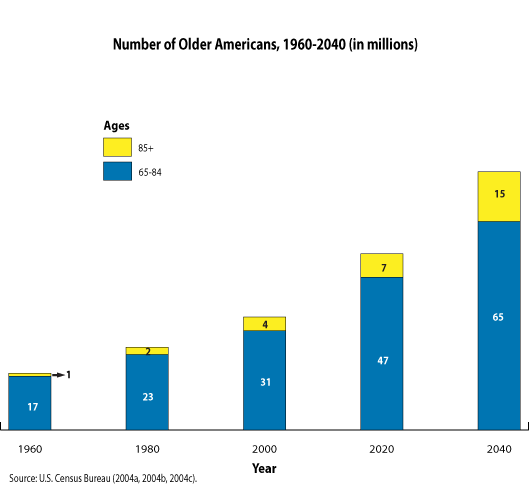 Number of Older Americans, 1960-2040 (in millions)
Ages
85+
65-84
15
65
7
47
4
31
2
23
1
17
1960 1980 2000 2020 2040
Year
Source: U.S. Census Bureau (2004a, 2004b, 2004c).